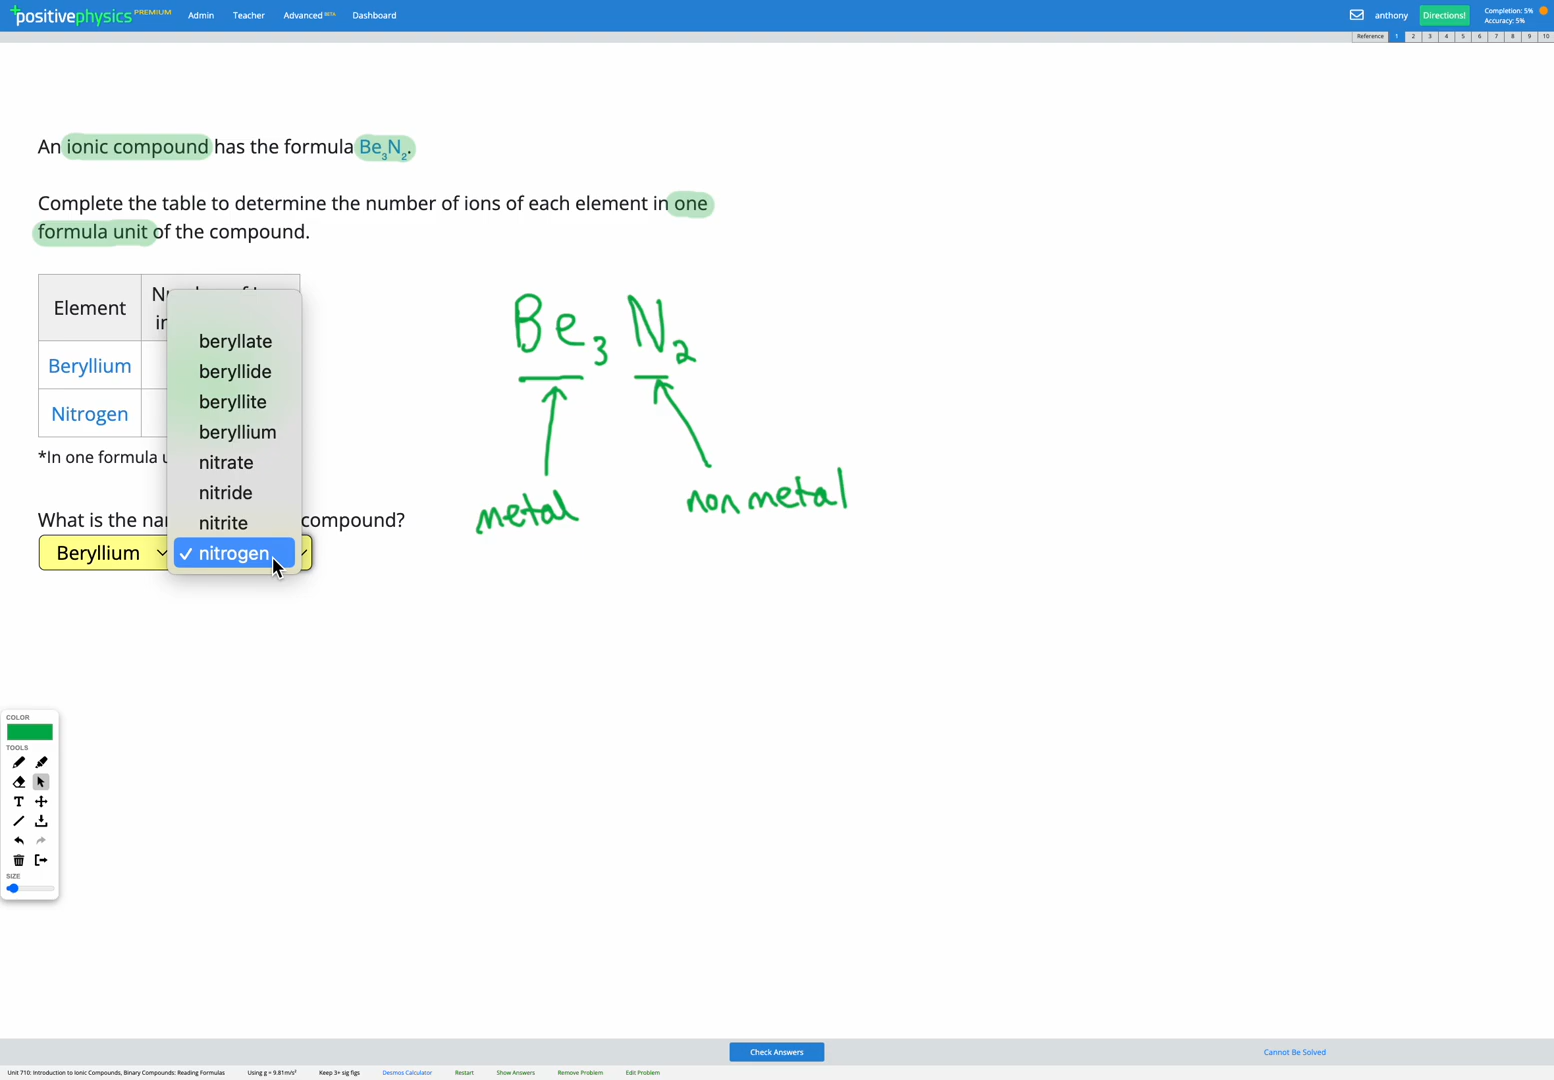 +positivephysics PREMIUM Admin Teacher Advanced BETA Dashboard anthony Directions! Completion: 5%
Accuracy: 5%
Reference 1 2 3 4 5 6 7 8 9 10
An ionic compound has the formula Be3N2.
Complete the table to determine the number of ions of each element in one
formula unit of the compound.
Element
Beryllium
Nitrogen
*In one formula
What is the compound?
Beryllium
beryllate
beryllide
beryllite
beryllium
nitrate
nitride
nitrite
✓ nitrogen
Be3 N2
metal
non metal
COLOR
TOOLS
T
SIZE
Check Answers Cannot Be Solved
Unit 710: Introduction to Ionic Compounds, Binary Compounds: Reading Formulas Using g = 9.81m/s² Keep 3+ sig figs Desmos Calculator Restart Show Answers Remove Problem Edit Problem